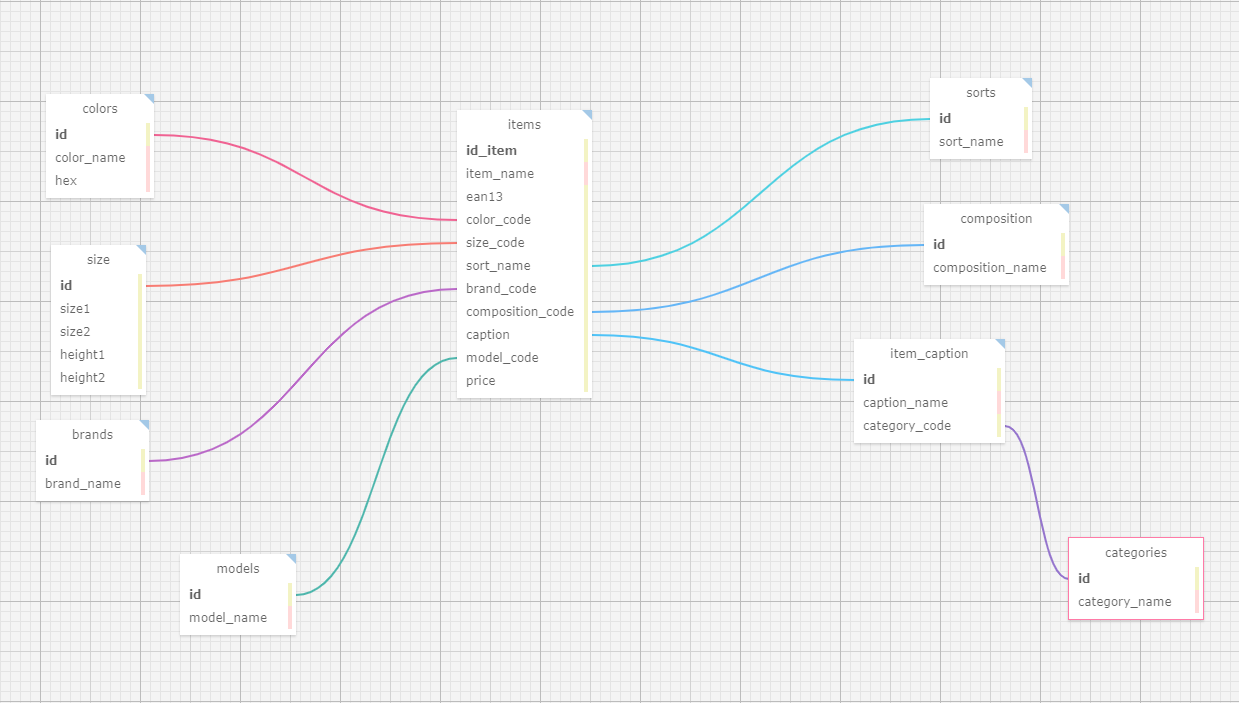 colors
id
color_name
hex
size
id
size1
size2
height1
height2
brands
id
brand_name
models
id
model_name
items
id_item
item_name
ean13
color_code
size_code
sort_name
brand_code
composition_code
caption
model_code
price
sorts
id
sort_name
composition
id
composition_name
item_caption
id
caption_name
category_code
categories
id
category_name